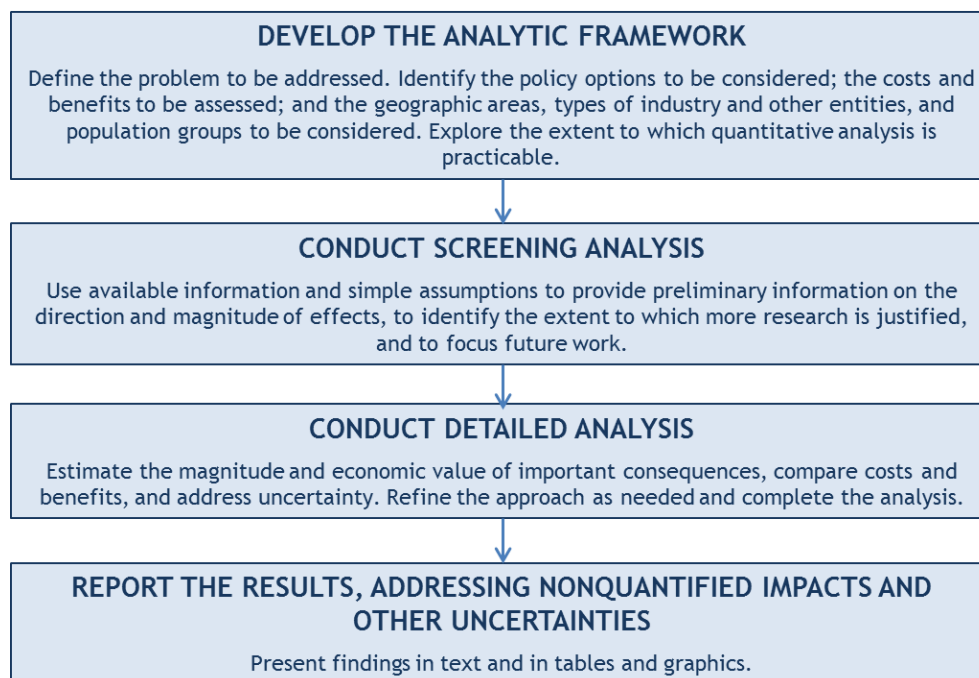 DEVELOP THE ANALYTIC FRAMEWORK
Define the problem to be addressed. Identify the policy options to be considered; the costs and
benefits to be assessed; and the geographic areas, types of industry and other entities, and
population groups to be considered. Explore the extent to which quantitative analysis is
practicable.
CONDUCT SCREENING ANALYSIS
Use available information and simple assumptions to provide preliminary information on the
direction and magnitude of effects, to identify the extent to which more research is justified,
and to focus future work.
CONDUCT DETAILED ANALYSIS
Estimate the magnitude and economic value of important consequences, compare costs and
benefits, and address uncertainty. Refine the approach as needed and complete the analysis.
REPORT THE RESULTS, ADDRESSING NONQUANTIFIED IMPACTS AND
OTHER UNCERTAINTIES
Present findings in text and in tables and graphics.